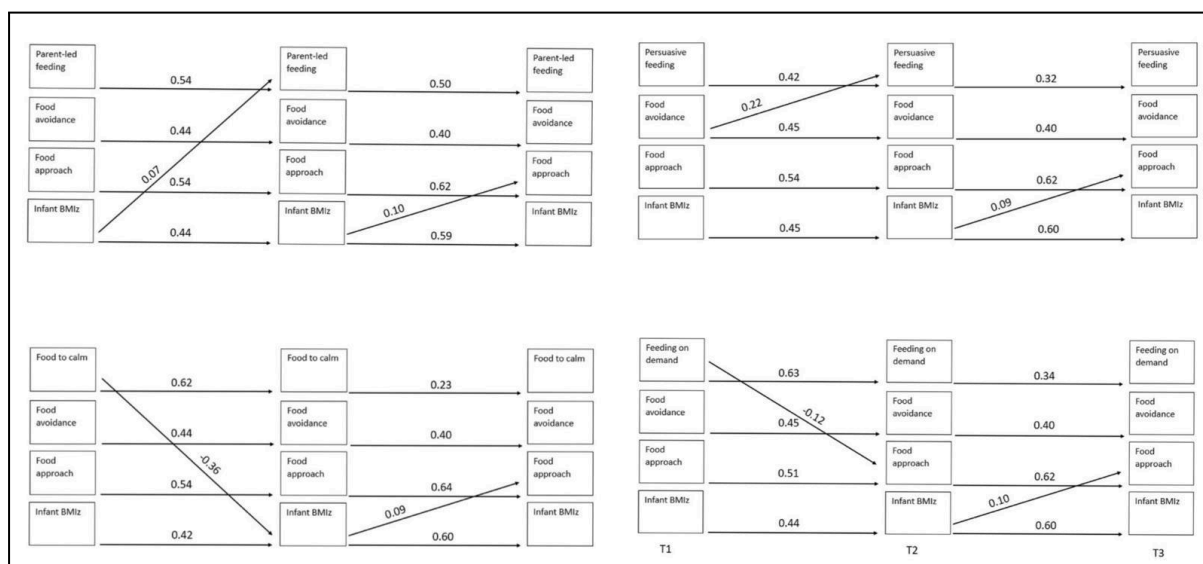 Parent-led
feeding
Parent-led
feeding
Parent-led
feeding
0.54
0.50
Food
avoidance
Food
avoidance
Food
avoidance
0.44
0.40
Food
approach
Food
approach
Food
approach
0.07
0.54
0.62
Infant BMIz
Infant BMIz
Infant BMIz
0.10
0.44
0.59
Persuasive
feeding
Persuasive
feeding
Persuasive
feeding
0.42
0.32
0.22
Food
avoidance
Food
avoidance
Food
avoidance
0.45
0.40
Food
approach
Food
approach
Food
approach
0.54
0.62
Infant BMIz
Infant BMIz
Infant BMIz
0.09
0.45
0.60
Food to calm
Food to calm
Food to calm
0.62
0.23
Food
avoidance
Food
avoidance
Food
avoidance
0.44
0.40
-0.36
Food
approach
Food
approach
Food
approach
0.54
0.64
Infant BMIz
Infant BMIz
Infant BMIz
0.09
0.42
0.60
Feeding on
demand
Feeding on
demand
Feeding on
demand
0.63
0.34
Food
avoidance
Food
avoidance
Food
avoidance
-0.12
0.45
0.40
Food
approach
Food
approach
Food
approach
0.51
0.62
Infant BMIz
Infant BMIz
Infant BMIz
0.10
0.44
0.60
T1
T2
T3